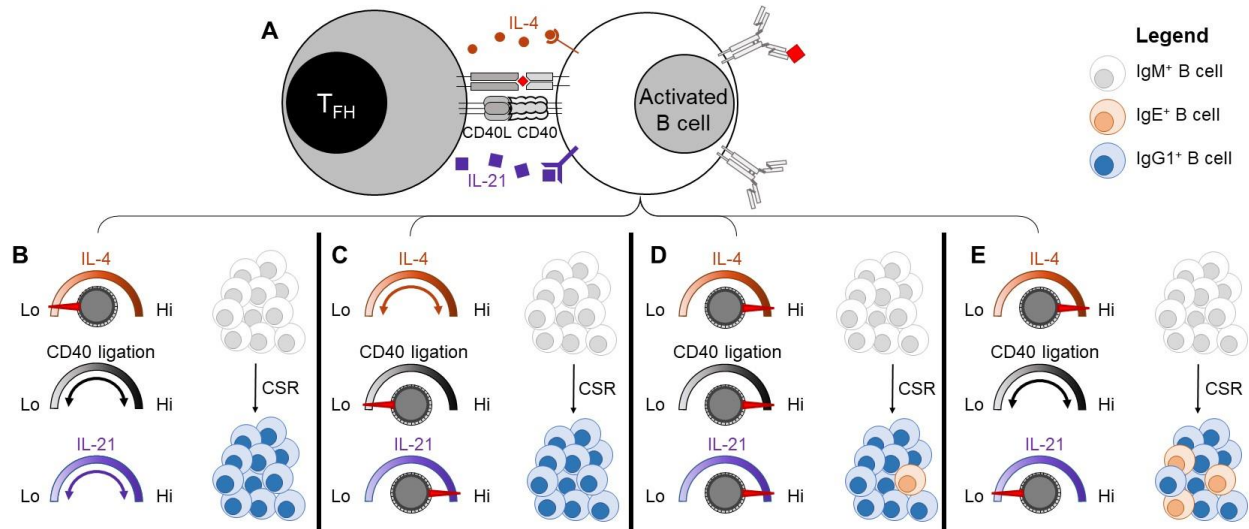 A
IL-4
T_FH
Activated
B cell
CD40L CD40
IL-21
Legend
IgM⁺ B cell
IgE⁺ B cell
IgG1⁺ B cell
B
IL-4
Lo Hi
CD40 ligation
Lo Hi
IL-21
Lo Hi
CSR
C
IL-4
Lo Hi
CD40 ligation
Lo Hi
IL-21
Lo Hi
CSR
D
IL-4
Lo Hi
CD40 ligation
Lo Hi
IL-21
Lo Hi
CSR
E
IL-4
Lo Hi
CD40 ligation
Lo Hi
IL-21
Lo Hi
CSR